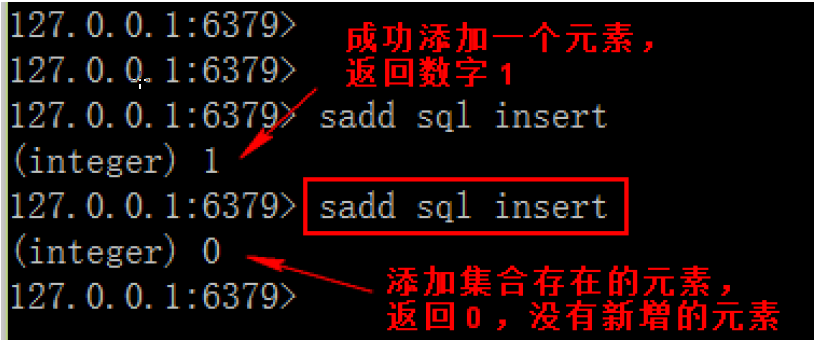 127.0.0.1:6379>
成功添加一个元素，
127.0.0.1:6379>
返回数字1
127.0.0.1:6379> sadd sql insert
(integer) 1
127.0.0.1:6379> sadd sql insert
(integer) 0
添加集合存在的元素，
127.0.0.1:6379>
返回0，没有新增的元素